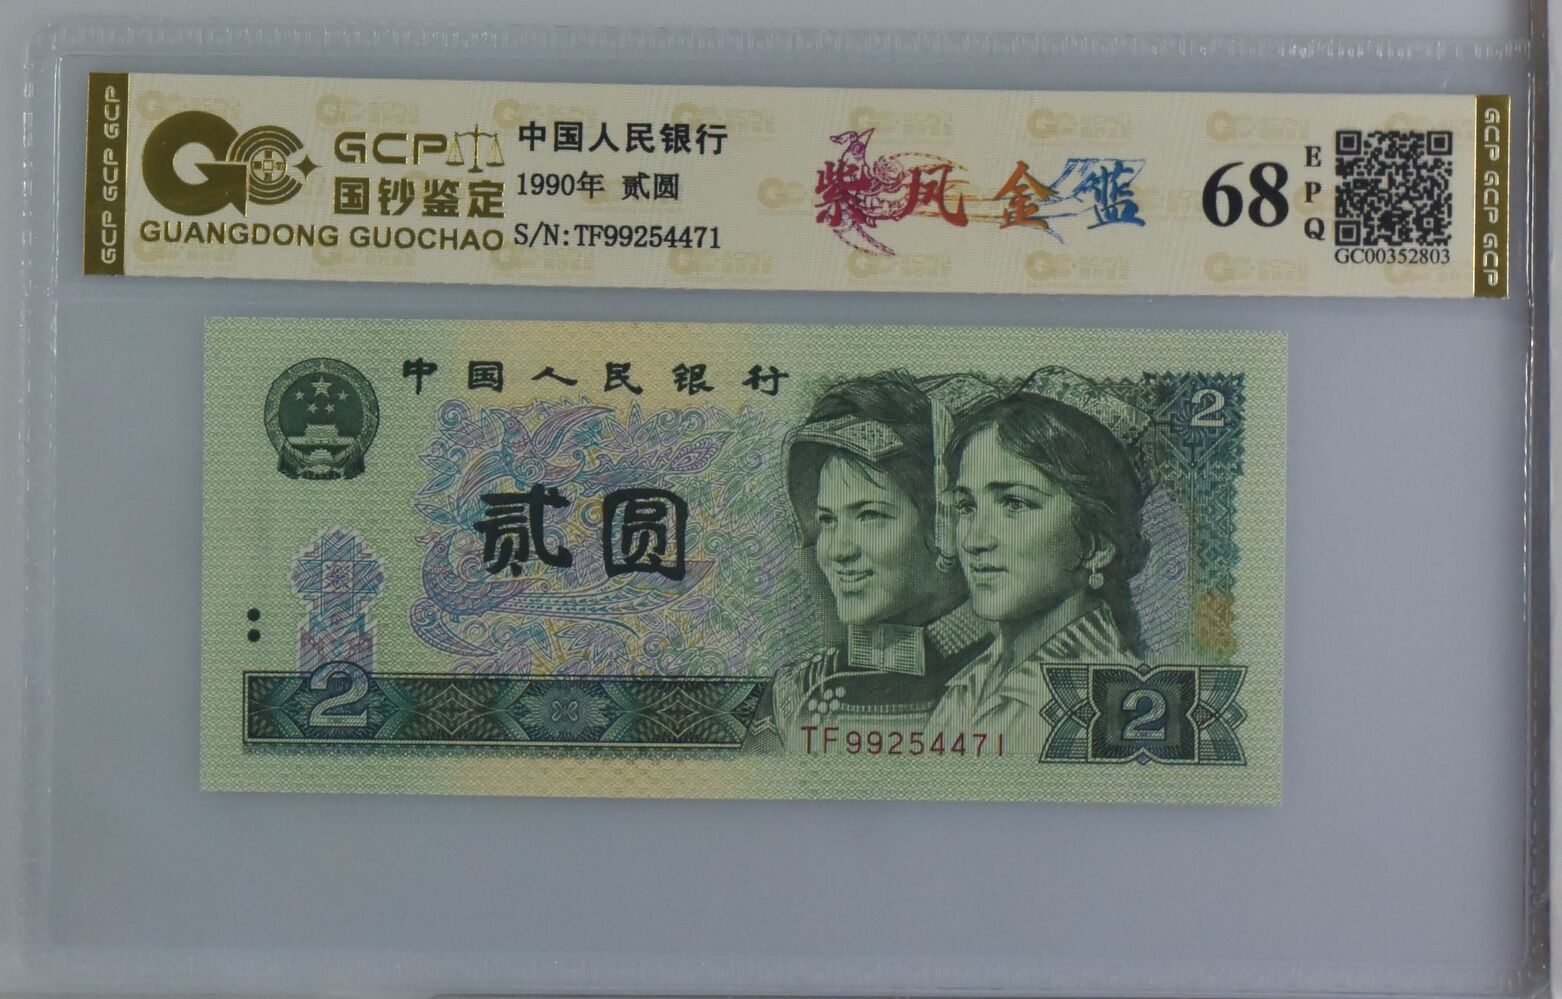 GCP GCP GCP
GCP
国钞鉴定
GUANGDONG GUOCHAO
中国人民银行
1990年 贰圆
S/N:TF99254471
紫凤金蓝
68
EPQ
GC00352803
GCP GCP GCP
中国人民银行
2
贰圆
2
TF99254471
2